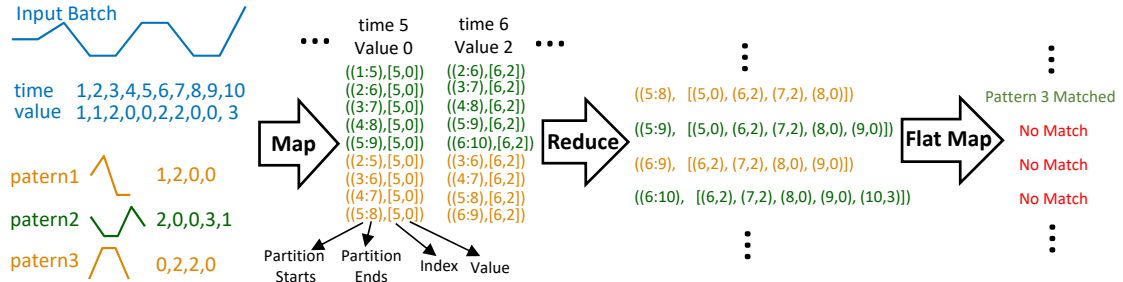 Input Batch
time 1,2,3,4,5,6,7,8,9,10
value 1,1,2,0,0,2,2,0,0, 3
patern1 1,2,0,0
patern2 2,0,0,3,1
patern3 0,2,2,0
Map
...
time 5
Value 0
((1:5),[5,0])
((2:6),[5,0])
((3:7),[5,0])
((4:8),[5,0])
((5:9),[5,0])
((2:5),[5,0])
((3:6),[5,0])
((4:7),[5,0])
((5:8),[5,0])
time 6
Value 2
...
((2:6),[6,2])
((3:7),[6,2])
((4:8),[6,2])
((5:9),[6,2])
((6:10),[6,2])
((3:6),[6,2])
((4:7),[6,2])
((5:8),[6,2])
((6:9),[6,2])
Partition
Starts
Partition
Ends
Index
Value
Reduce
((5:8), [(5,0), (6,2), (7,2), (8,0)])
((5:9), [(5,0), (6,2), (7,2), (8,0), (9,0)])
((6:9), [(6,2), (7,2), (8,0), (9,0)])
((6:10), [(6,2), (7,2), (8,0), (9,0), (10,3)])
Flat Map
Pattern 3 Matched
No Match
No Match
No Match